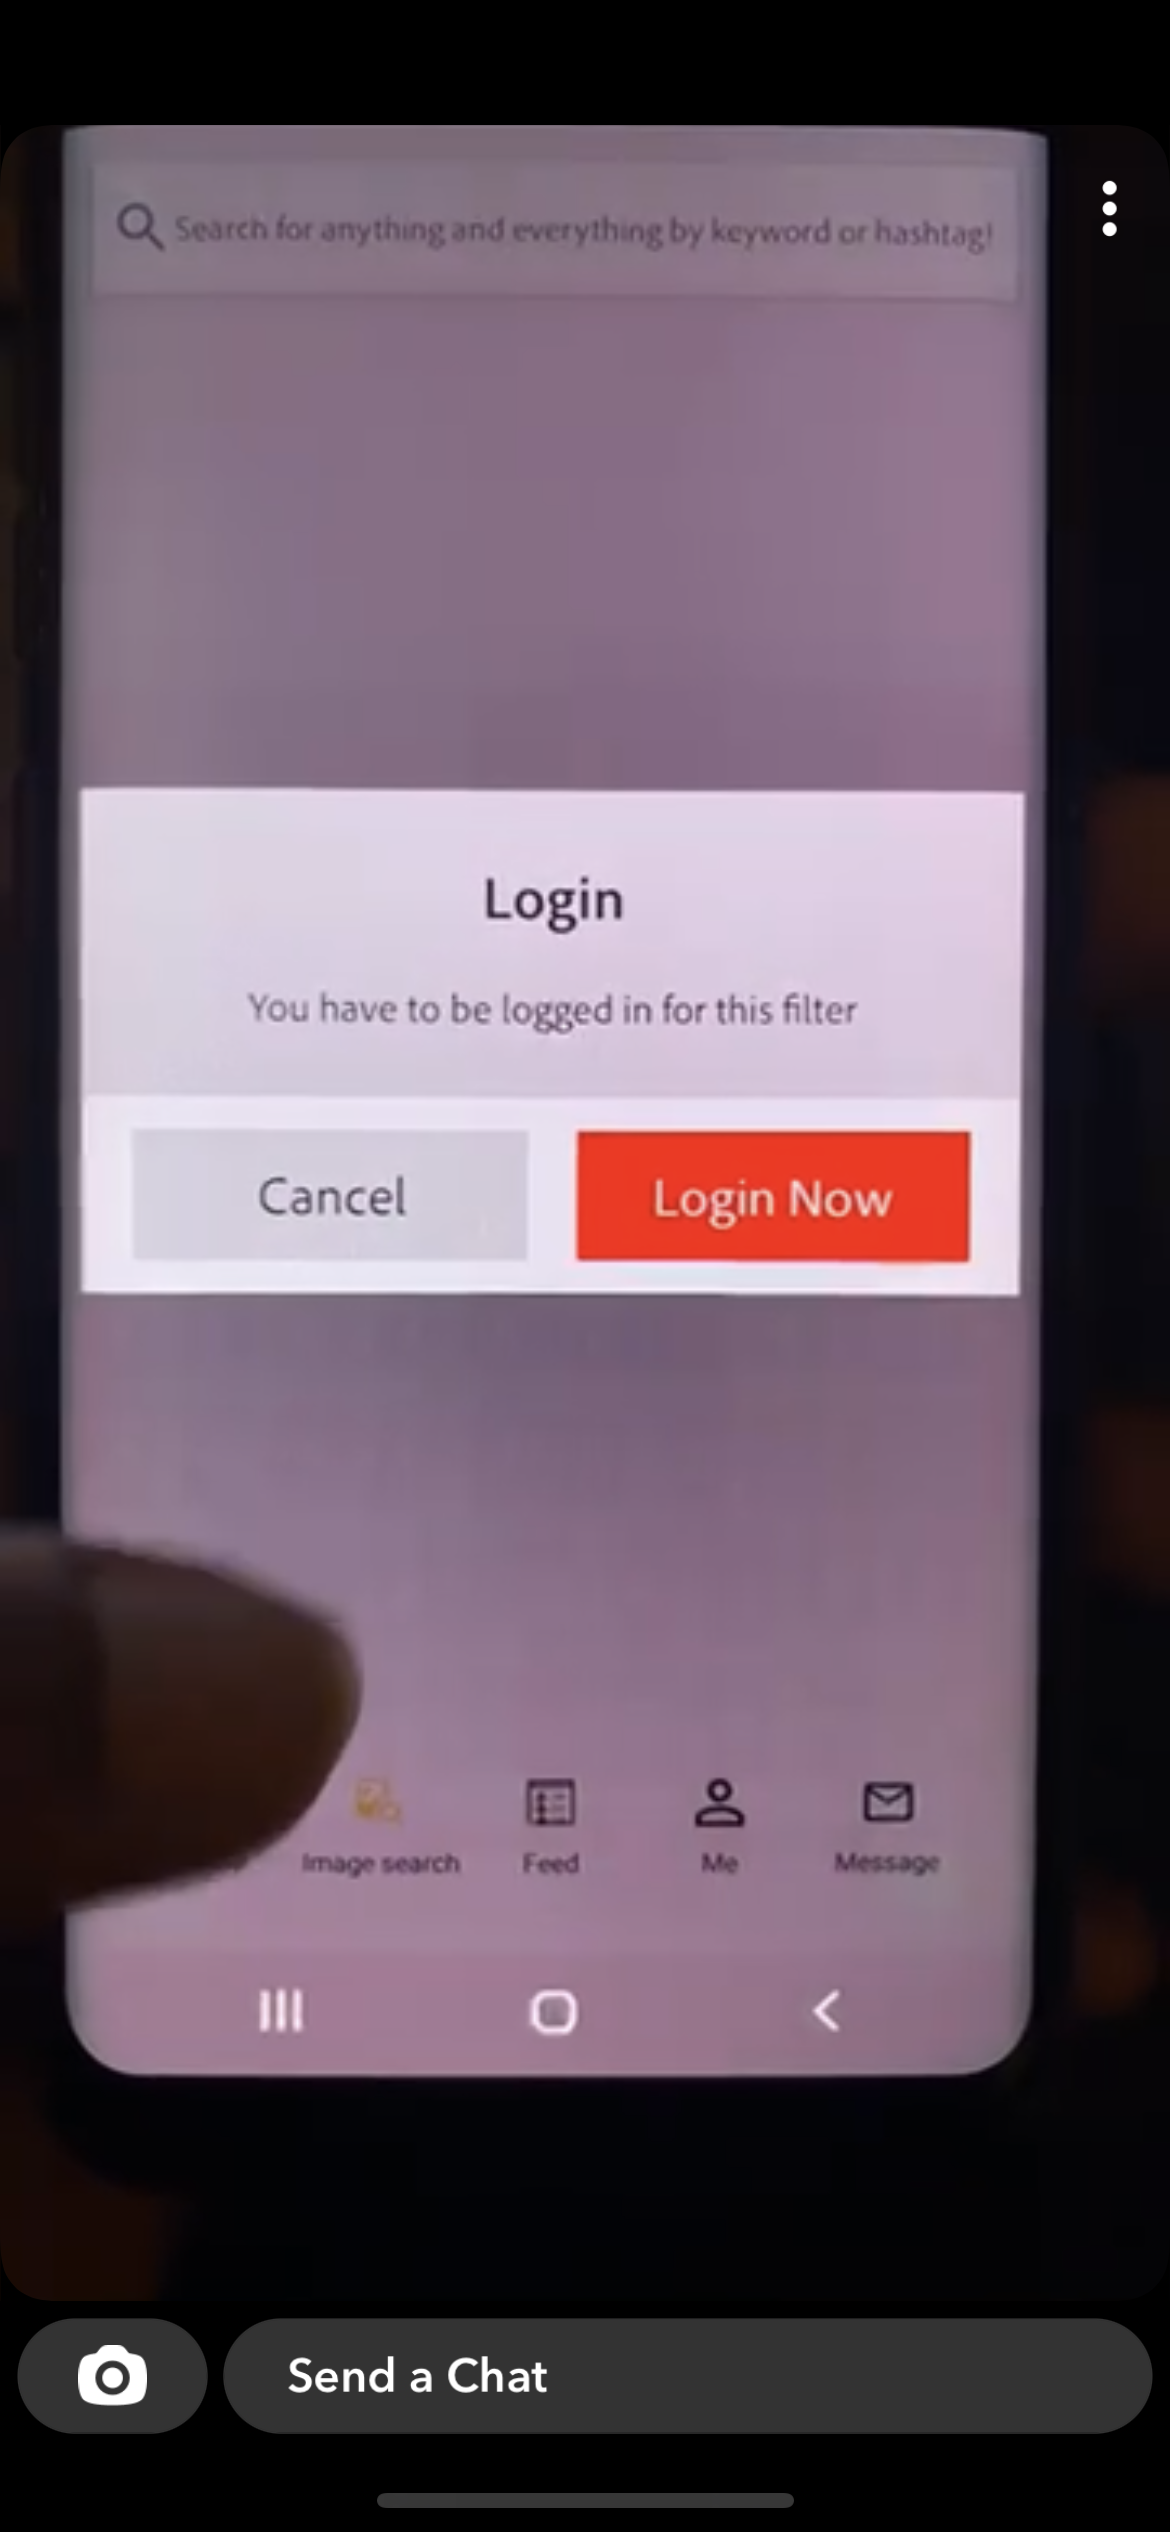 Search for anything and everything by keyword or hashtag!
Login
You have to be logged in for this filter
Cancel
Login Now
Image search
Feed
Me
Message
Send a Chat